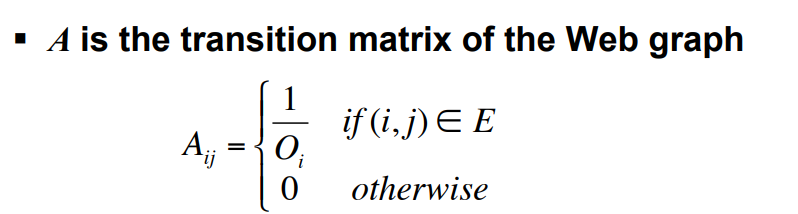 ▪ A is the transition matrix of the Web graph
1
if (i, j) ∈ E
A_ij = {
O_i
0 otherwise